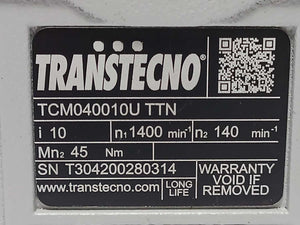 TRANSTECNO®
TCM040010U TTN
i 10 n1 1400 min⁻¹ n2 140 min⁻¹
Mn2 45 Nm
SN T304200280314
www.transtecno.com
LONG LIFE
WARRANTY
VOID IF
REMOVED